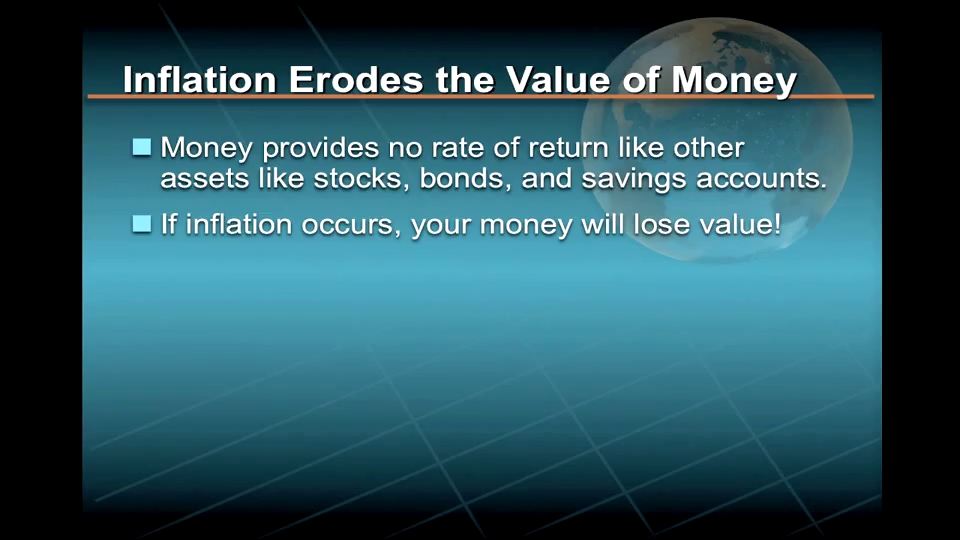 Inflation Erodes the Value of Money
Money provides no rate of return like other
assets like stocks, bonds, and savings accounts.
If inflation occurs, your money will lose value!